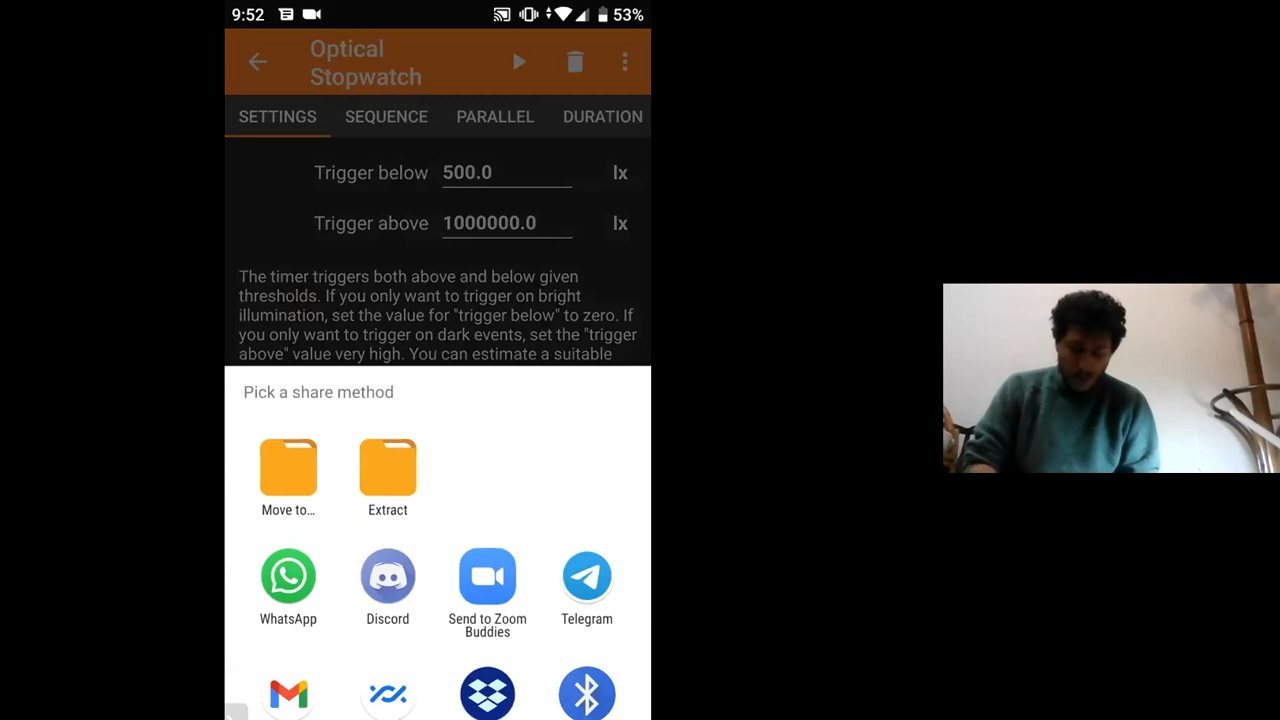 9:52
53%
Optical
Stopwatch
SETTINGS
SEQUENCE
PARALLEL
DURATION
Trigger below 500.0 lx
Trigger above 1000000.0 lx
The timer triggers both above and below given
thresholds. If you only want to trigger on bright
illumination, set the value for "trigger below" to zero. If
you only want to trigger on dark events, set the "trigger
above" value very high. You can estimate a suitable
Pick a share method
Move to...
Extract
WhatsApp
Discord
Send to Zoom
Buddies
Telegram